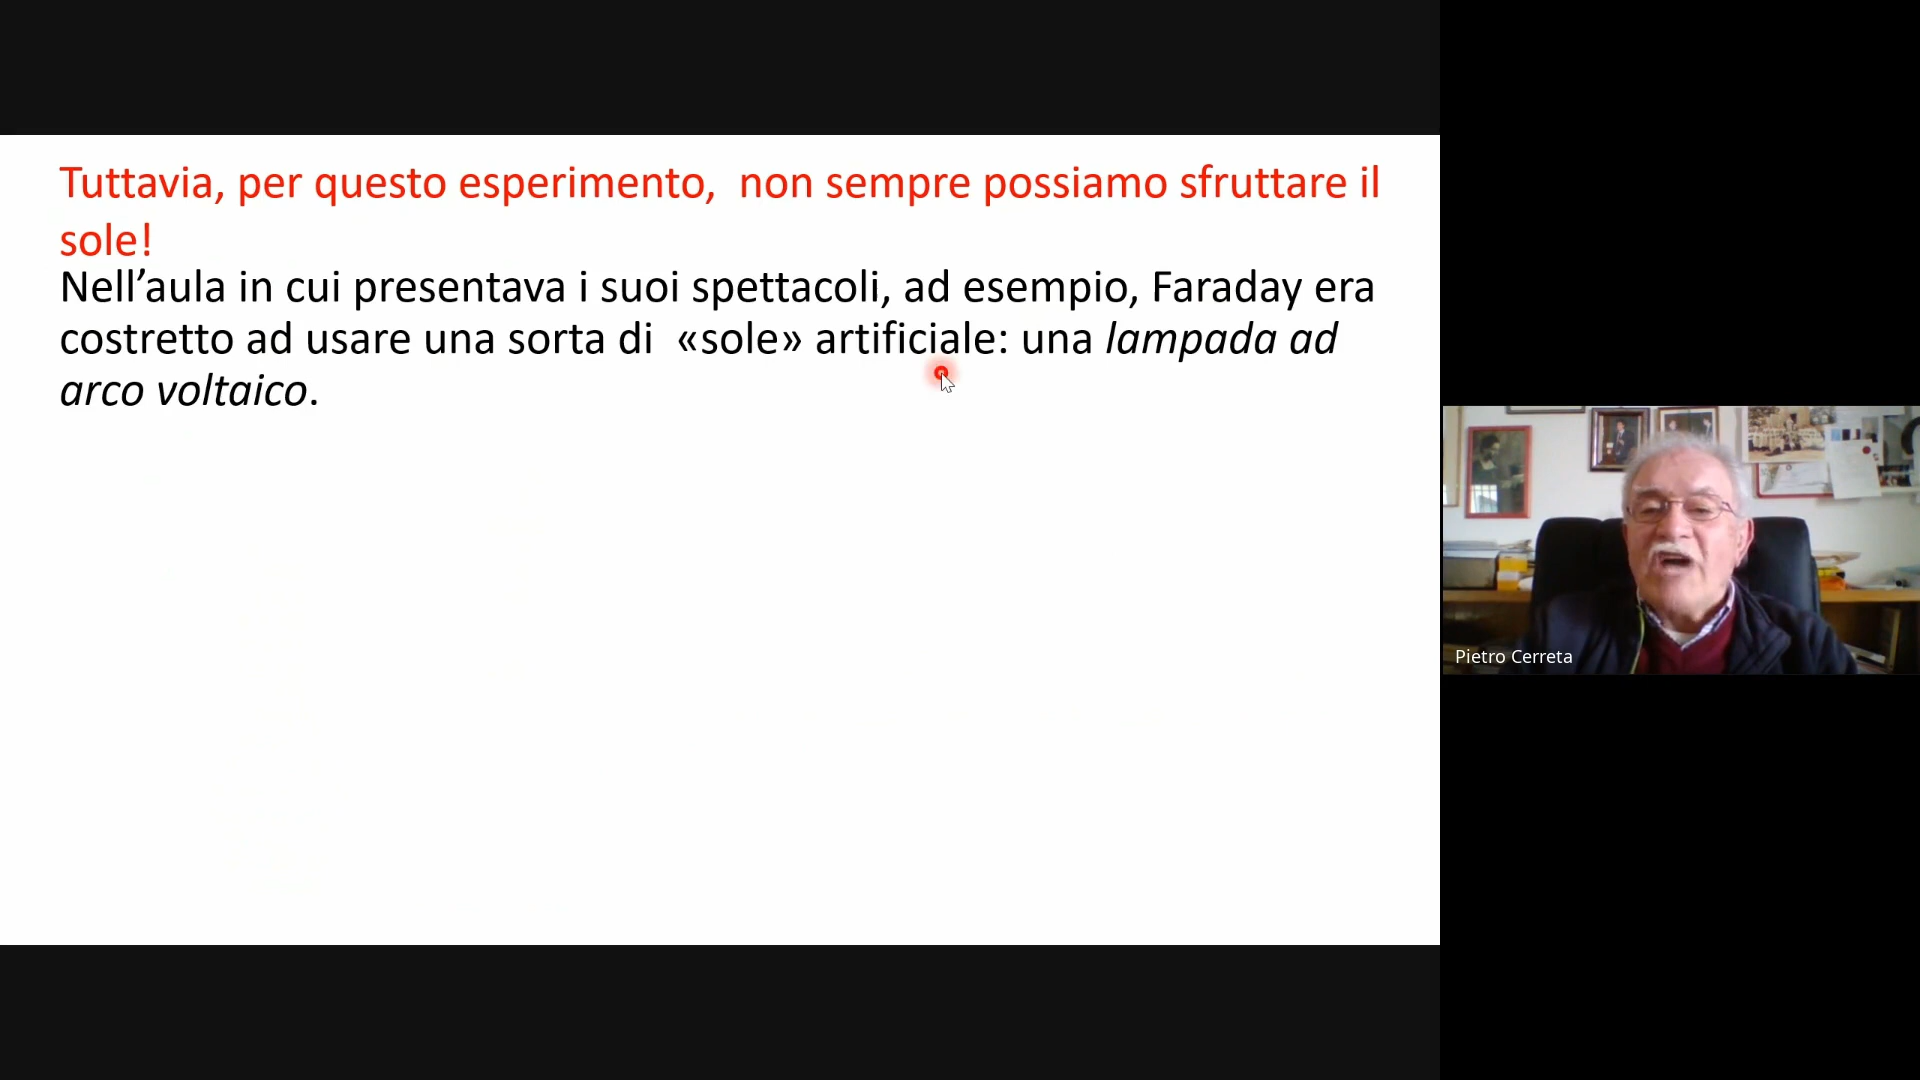 Tuttavia, per questo esperimento,  non sempre possiamo sfruttare il
sole!
Nell’aula in cui presentava i suoi spettacoli, ad esempio, Faraday era
costretto ad usare una sorta di  «sole» artificiale: una lampada ad
arco voltaico.
Pietro Cerreta